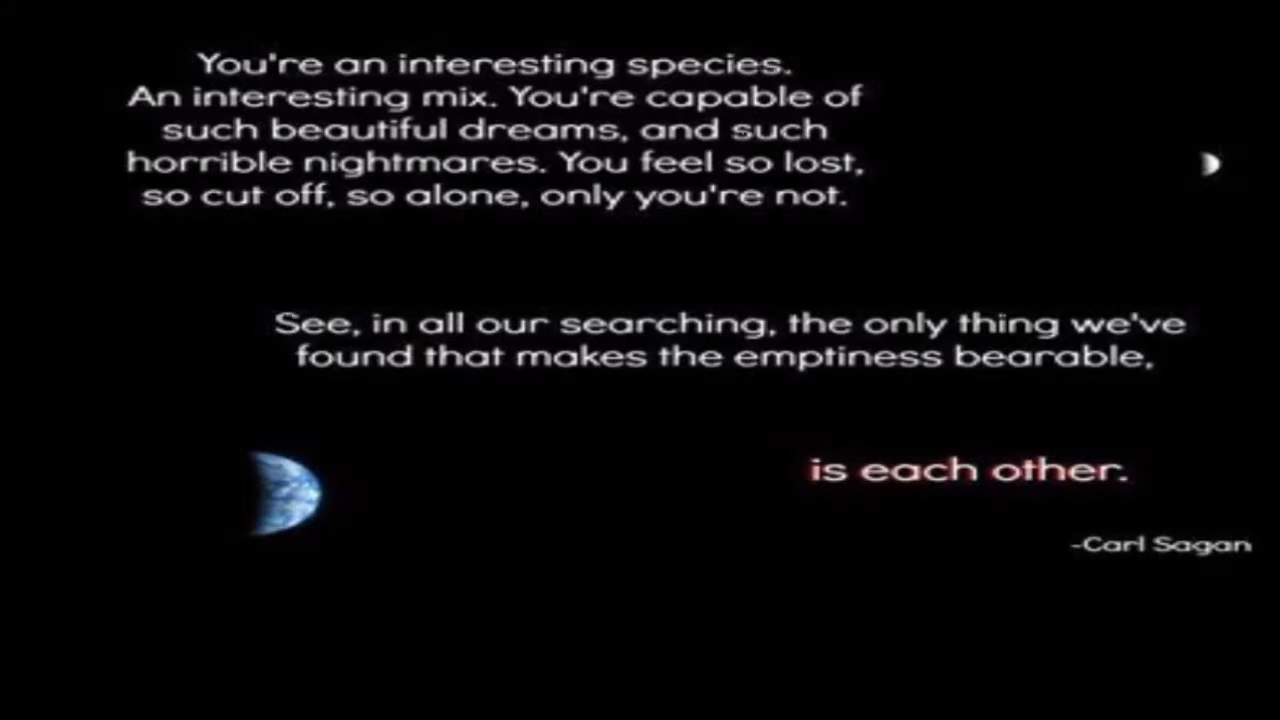 You're an interesting species.
An interesting mix. You're capable of
such beautiful dreams, and such
horrible nightmares. You feel so lost,
so cut off, so alone, only you're not.
See, in all our searching, the only thing we've
found that makes the emptiness bearable,
is each other.
-Carl Sagan